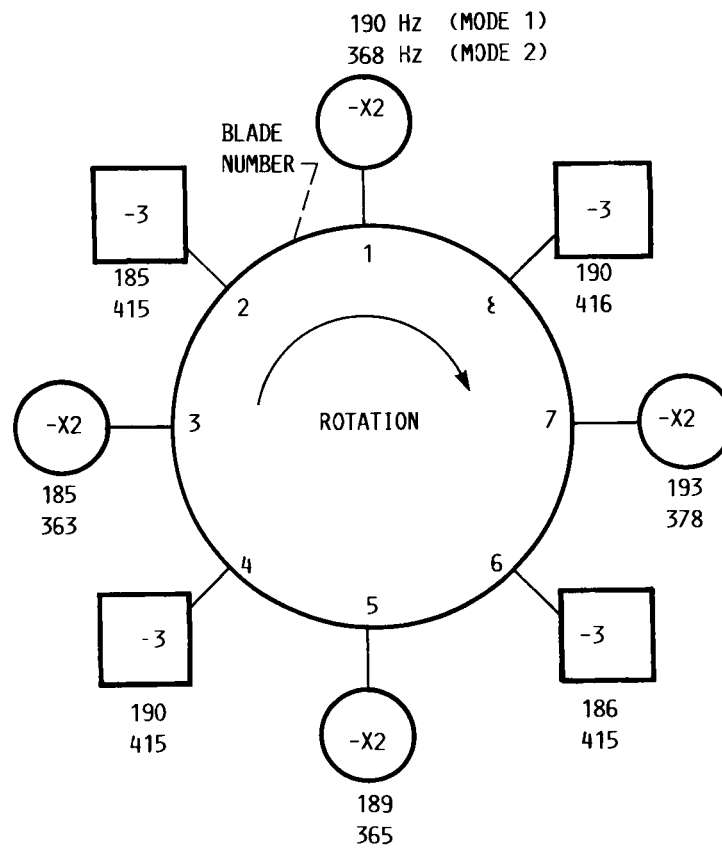 190 Hz (MODE 1)
368 Hz (MODE 2)
-X2
BLADE
NUMBER
-3
185
415
-3
190
416
1
2
8
-X2
185
363
3
ROTATION
7
-X2
193
378
4
5
6
-3
190
415
-X2
189
365
-3
186
415